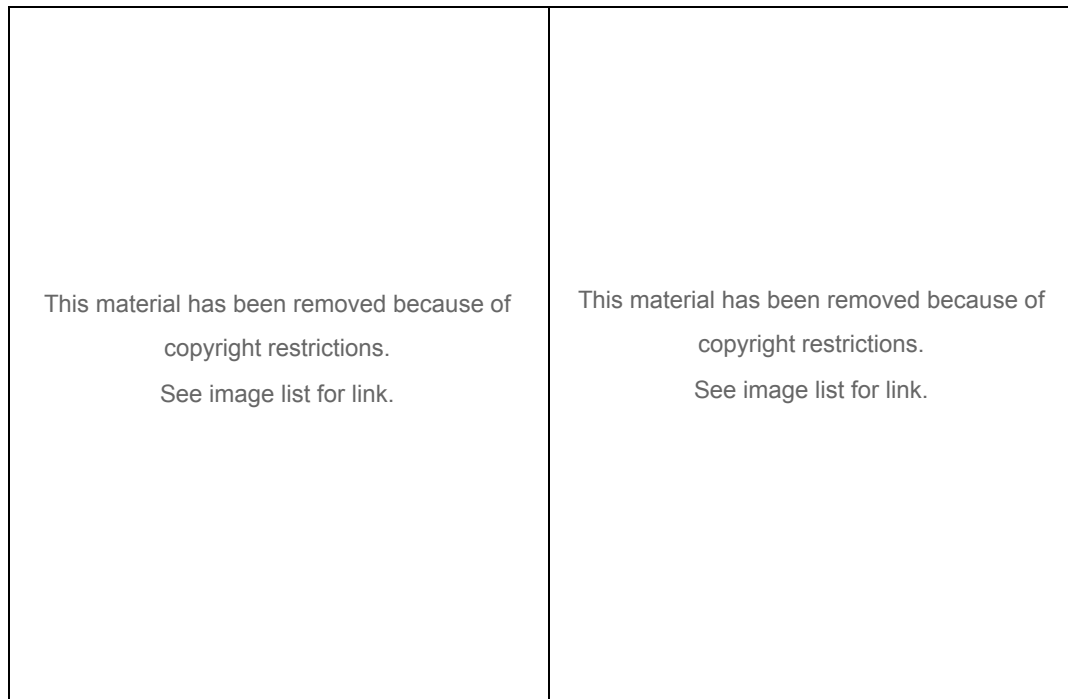 This material has been removed because of
copyright restrictions.
See image list for link.
This material has been removed because of
copyright restrictions.
See image list for link.